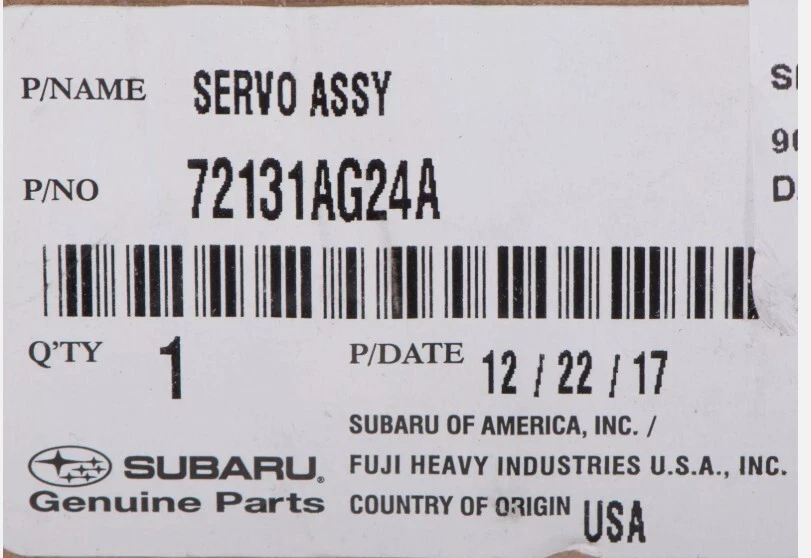 P/NAME SERVO ASSY
P/NO 72131AG24A
Q'TY 1 P/DATE 12 / 22 / 17
SUBARU OF AMERICA, INC. /
SUBARU® FUJI HEAVY INDUSTRIES U.S.A., INC.
Genuine Parts COUNTRY OF ORIGIN USA